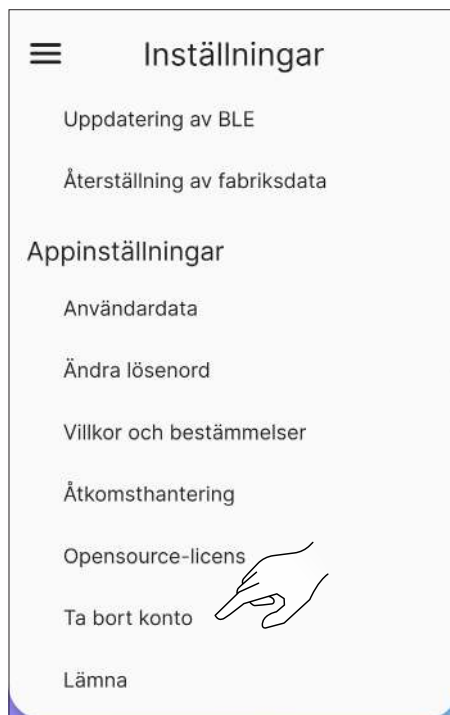 Inställningar
Uppdatering av BLE
Återställning av fabriksdata
Appinställningar
Användardata
Ändra lösenord
Villkor och bestämmelser
Åtkomsthantering
Opensource-licens
Ta bort konto
Lämna